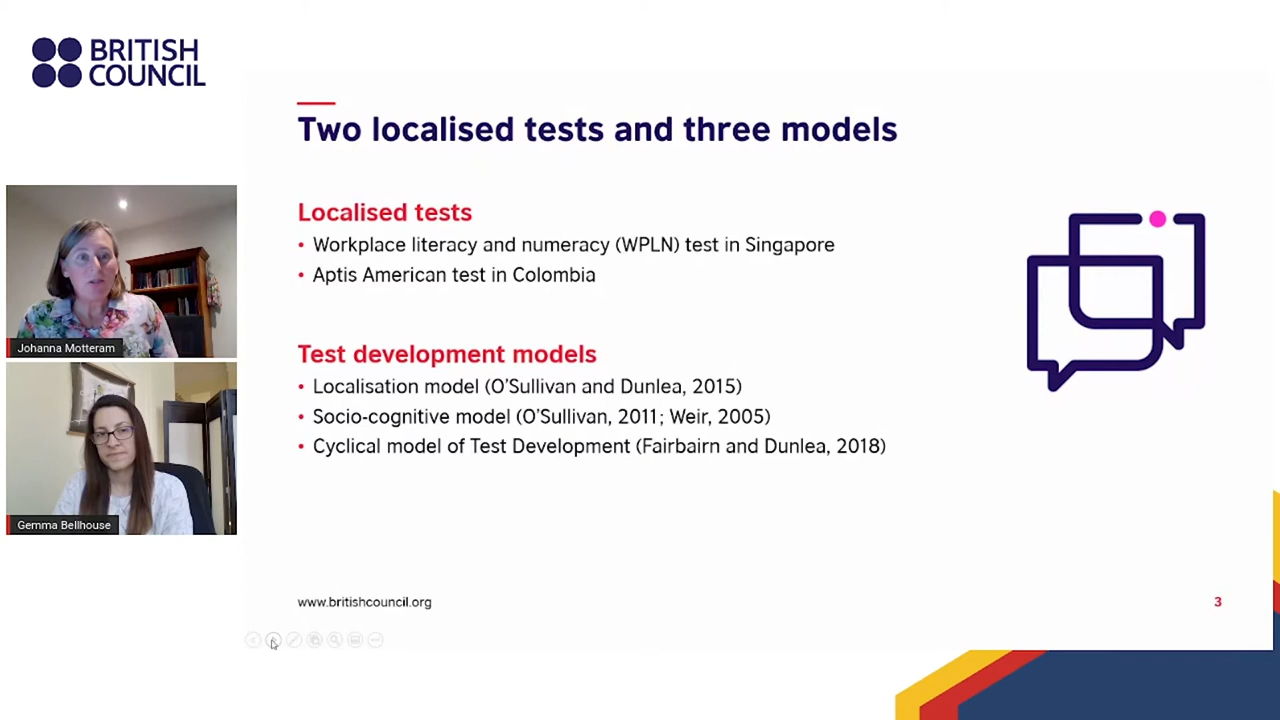 BRITISH
COUNCIL
Two localised tests and three models
Localised tests
• Workplace literacy and numeracy (WPLN) test in Singapore
• Aptis American test in Colombia
Test development models
• Localisation model (O'Sullivan and Dunlea, 2015)
• Socio-cognitive model (O'Sullivan, 2011; Weir, 2005)
• Cyclical model of Test Development (Fairbairn and Dunlea, 2018)
Johanna Motteram
Gemma Bellhouse
www.britishcouncil.org
3